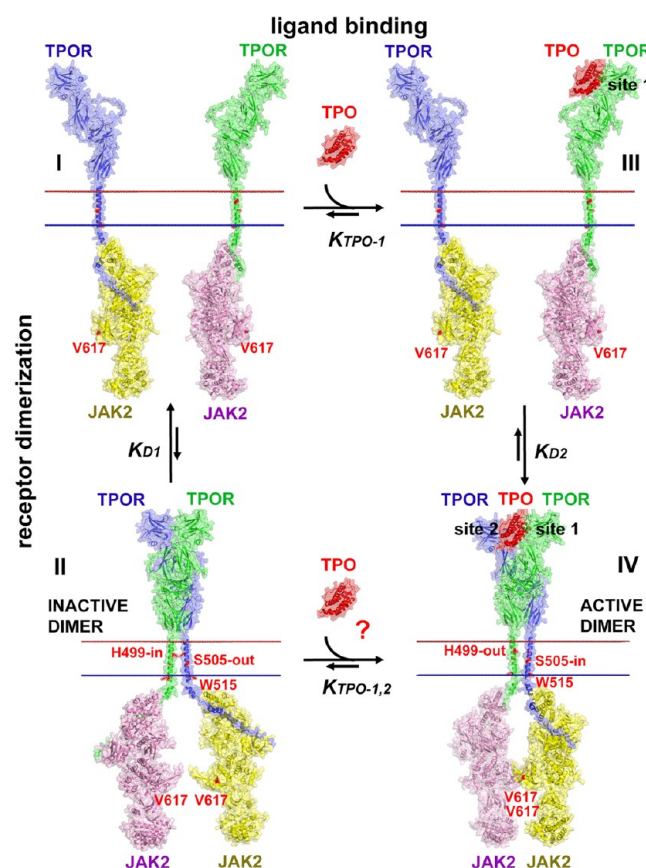 ligand binding
TPOR
TPOR
TPO
site 1
TPOR
TPO
I
III
KTPO-1
V617
V617
V617
V617
JAK2
JAK2
JAK2
JAK2
receptor dimerization
KD1
KD2
TPOR
TPOR
TPOR
TPO
TPOR
site 2
site 1
II
TPO
IV
INACTIVE
DIMER
?
ACTIVE
DIMER
H499-in
S505-out
W515
H499-out
S505-in
W515
KTPO-1,2
V617
V617
V617
V617
JAK2
JAK2
JAK2
JAK2